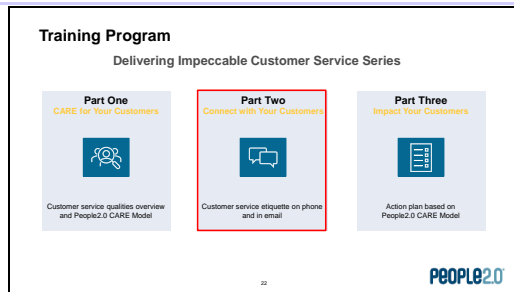 Training Program
Delivering Impeccable Customer Service Series
Part One
CARE for Your Customers
Customer service qualities overview
and People2.0 CARE Model
Part Two
Connect with Your Customers
Customer service etiquette on phone
and in email
Part Three
Impact Your Customers
Action plan based on
People2.0 CARE Model
22
PEOPLE2.0